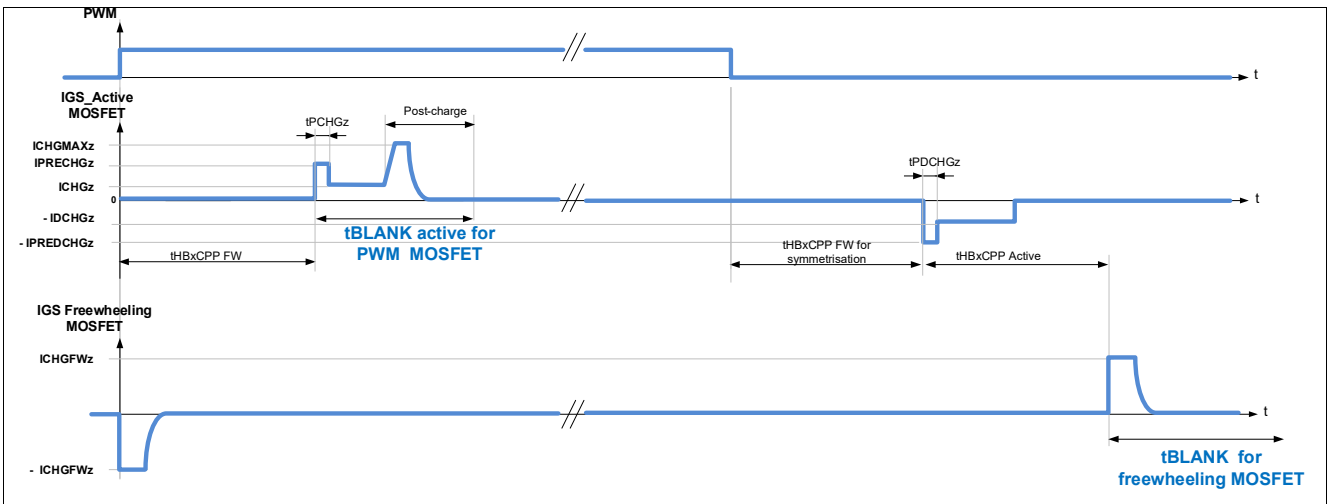 PWM
t
IGS_Active
MOSFET
tPCHGz
Post-charge
tPDCHGz
ICHGMAXz
IPRECHGz
ICHGz
0
t
- IDCHGz
- IPREDCHGz
tBLANK active for
PWM MOSFET
tHBxCPP FW
tHBxCPP FW for
symmetrisation
tHBxCPP Active
IGS Freewheeling
MOSFET
ICHGFWz
t
- ICHGFWz
tBLANK for
freewheeling MOSFET